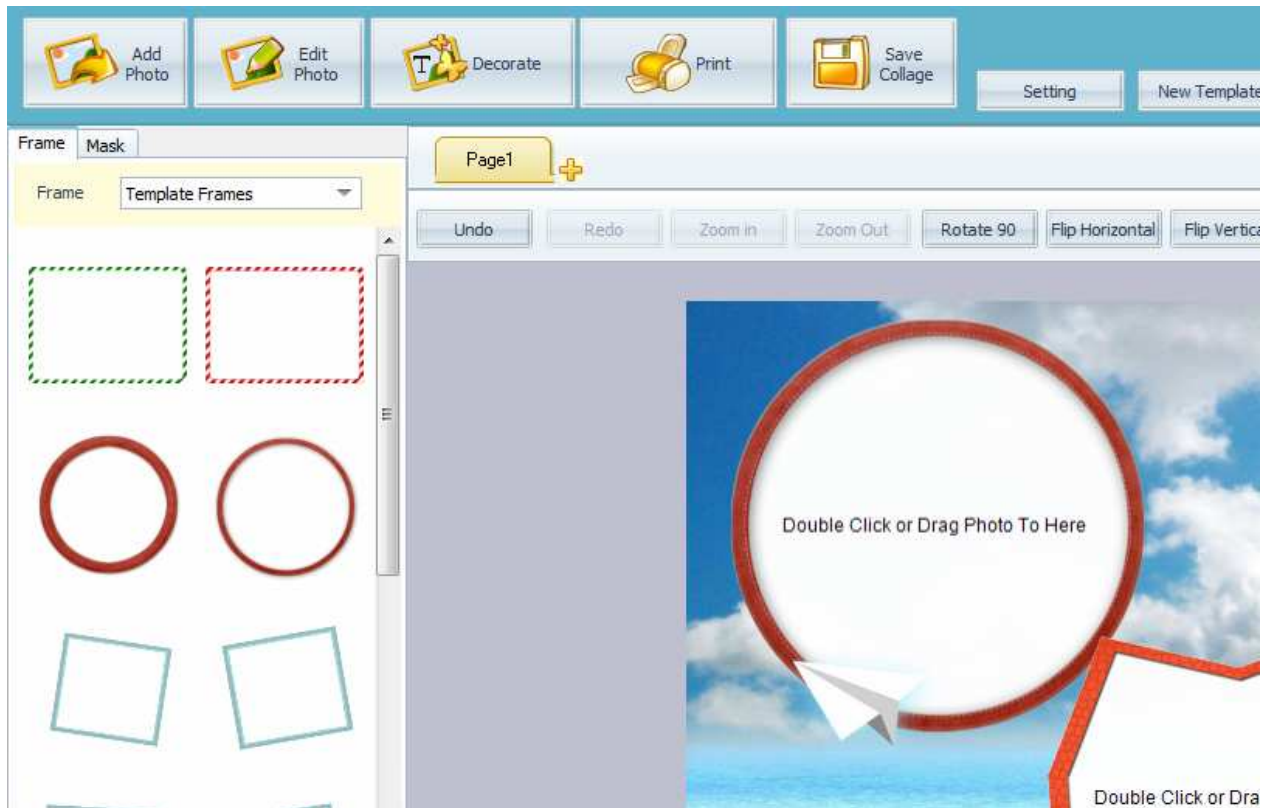 Add
Photo
Edit
Photo
T
Decorate
Print
Save
Collage
Setting
New Template
Frame
Mask
Frame
Template Frames
Page1
Undo
Redo
Zoom in
Zoom Out
Rotate 90
Flip Horizontal
Flip Vertica
Double Click or Drag Photo To Here
Double Click or Dra